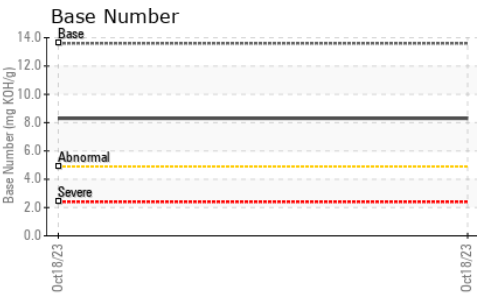 Base Number
Base Number (mg KOH/g)
14.0
12.0
10.0
8.0
6.0
4.0
2.0
0.0
Base
Abnormal
Severe
Oct18/23
Oct18/23